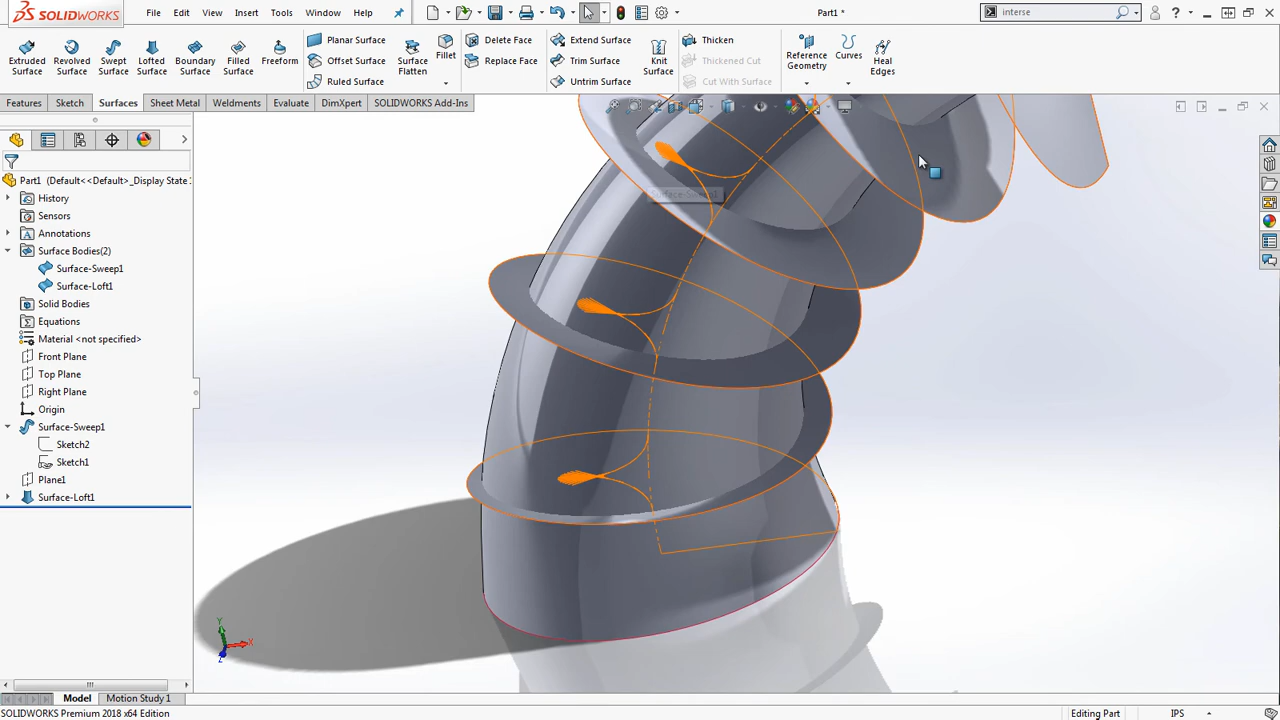 SOLIDWORKS File Edit View Insert Tools Window Help Part1 * interse
Extruded Surface Revolved Surface Swept Surface Lofted Surface Boundary Surface Filled Surface Freeform
Planar Surface Offset Surface Ruled Surface
Surface Flatten Fillet
Delete Face Replace Face
Extend Surface Trim Surface Untrim Surface
Knit Surface
Thicken Thickened Cut Cut With Surface
Reference Geometry Curves Heal Edges
Features Sketch Surfaces Sheet Metal Weldments Evaluate DimXpert SOLIDWORKS Add-Ins
Part1 (Default<<Default>_Display State
History
Sensors
Annotations
Surface Bodies(2)
Surface-Sweep1
Surface-Loft1
Solid Bodies
Equations
Material <not specified>
Front Plane
Top Plane
Right Plane
Origin
Surface-Sweep1
Sketch2
Sketch1
Plane1
Surface-Loft1
Surface-Sweep1
Y
X
Z
Model Motion Study 1
SOLIDWORKS Premium 2018 x64 Edition Editing Part IPS